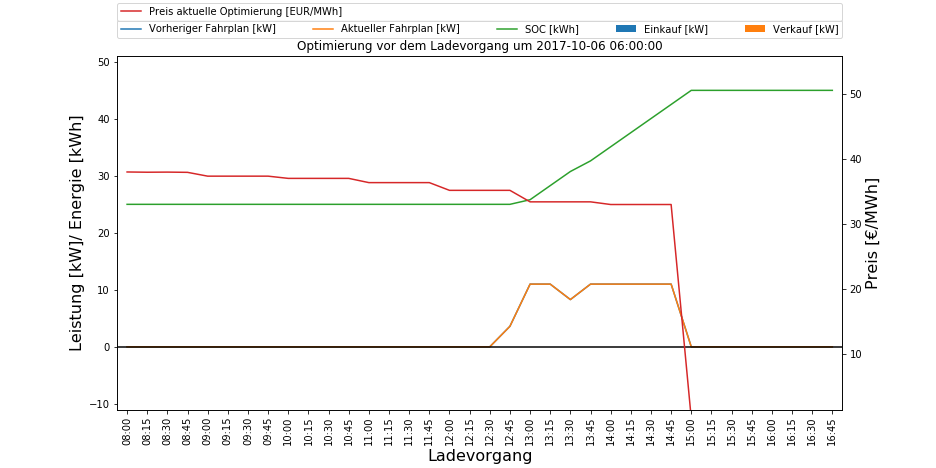 Preis aktuelle Optimierung [EUR/MWh]
Vorheriger Fahrplan [kW] Aktueller Fahrplan [kW] SOC [kWh] Einkauf [kW] Verkauf [kW]
Optimierung vor dem Ladevorgang um 2017-10-06 06:00:00
Leistung [kW]/ Energie [kWh]
50
40
30
20
10
0
−10
Preis [€/MWh]
50
40
30
20
10
08:00 08:15 08:30 08:45 09:00 09:15 09:30 09:45 10:00 10:15 10:30 10:45 11:00 11:15 11:30 11:45 12:00 12:15 12:30 12:45 13:00 13:15 13:30 13:45 14:00 14:15 14:30 14:45 15:00 15:15 15:30 15:45 16:00 16:15 16:30 16:45
Ladevorgang